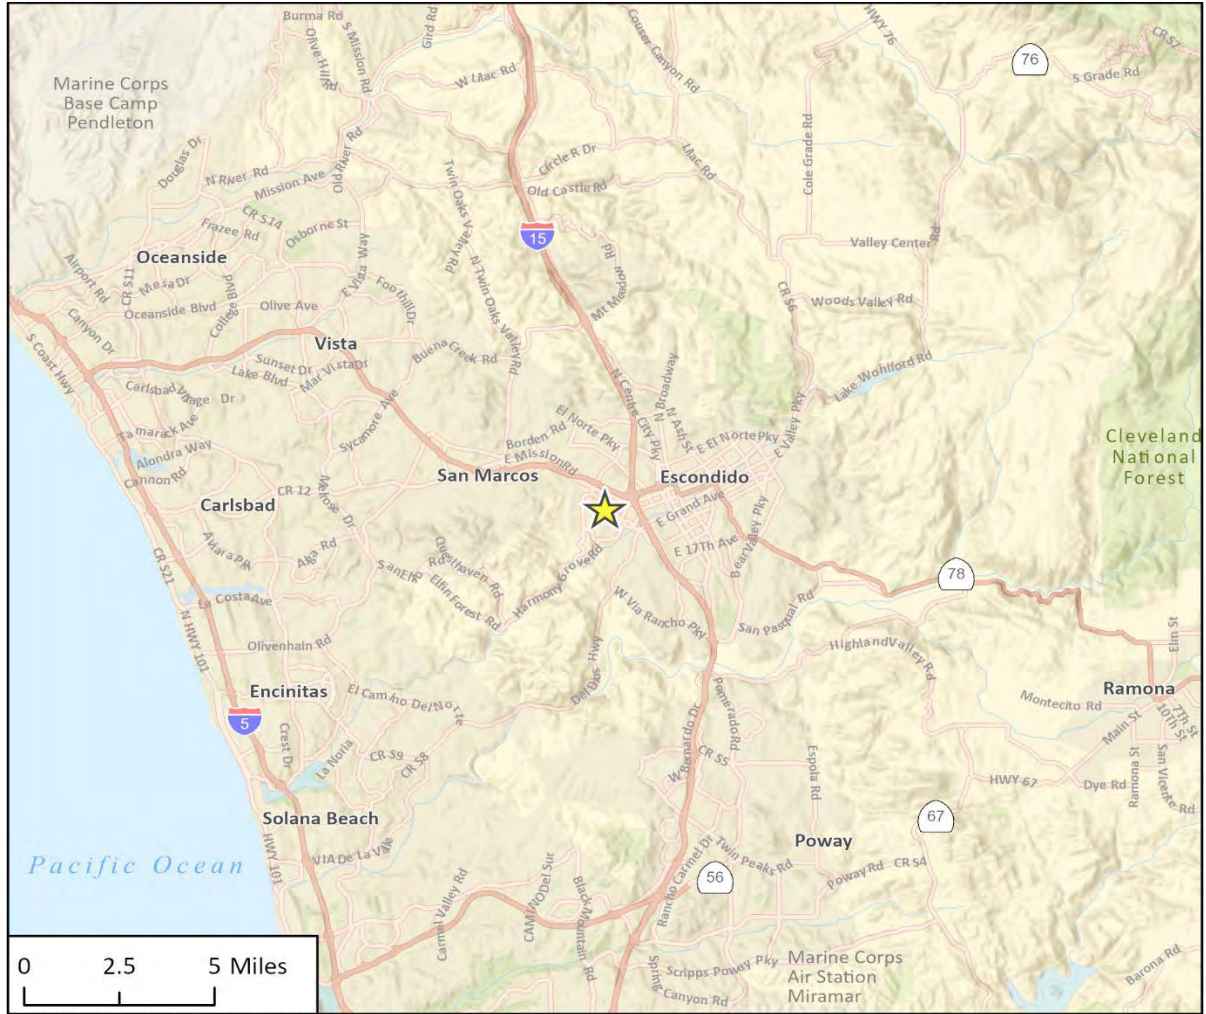 Burma Rd
Olive Hill Rd
S Mission Rd
Gird Rd
W Lilac Rd
Couser Canyon Rd
HWY 76
CR S7
76
S Grade Rd
Marine Corps
Base Camp
Pendleton
Douglas Dr
N River Rd
Mission Ave
Old River Rd
Twin Oaks Valley Rd
Circle R Dr
Old Castle Rd
Lilac Rd
Cole Grade Rd
CR S14
Frazee Rd
Osborne St
15
Valley Center Rd
Oceanside
Airport Rd
CR S11
Mesa Dr
College Blvd
E Vista Way
Foothill Dr
N Twin Oaks Valley Rd
Mt Meadow Rd
CR S6
Woods Valley Rd
Oceanside Blvd
Olive Ave
Canyon Dr
S Coast Hwy
Vista
Buena Creek Rd
Sunset Dr
Lake Blvd
Mar Vista Dr
N Centre City Pky
N Broadway
N Ash St
Lake Wohlford Rd
Carlsbad Village Dr
Tamarack Ave
Sycamore Ave
El Norte Pky
Borden Rd
E El Norte Pky
E Valley Pky
Cleveland
National
Forest
Alondra Way
Cannon Rd
E Mission Rd
San Marcos
Escondido
Carlsbad
CR 12
Melrose Dr
E Grand Ave
Bear Valley Pky
Aviara Pk
Alga Rd
Questhaven Rd
E 17Th Ave
CR S21
San Elijo Rd
Elfin Forest Rd
Harmony Grove Rd
78
La Costa Ave
N HWY 101
W Via Rancho Pky
San Pasqual Rd
Olivenhain Rd
Highland Valley Rd
Elm St
Encinitas
El Camino Del Norte
Del Dios Hwy
Ramona
5
Montecito Rd
Pomerado Rd
Main St
7Th St
10Th St
Crest Dr
La Noria
CR S9
CR S8
W Bernardo Dr
CR S5
Espola Rd
HWY 67
Dye Rd
Ramona St
San Vicente Rd
Solana Beach
67
HWY 101
VIA De La Valle
Poway
Twin Peaks Rd
Pacific Ocean
Carmel Valley Rd
CAMINO Del Sur
Black Mountain Rd
Rancho Carmel Dr
56
Poway Rd
CR S4
Spring Canyon Rd
Scripps Poway Pky
Marine Corps
Air Station
Miramar
Barona Rd
0 2.5 5 Miles